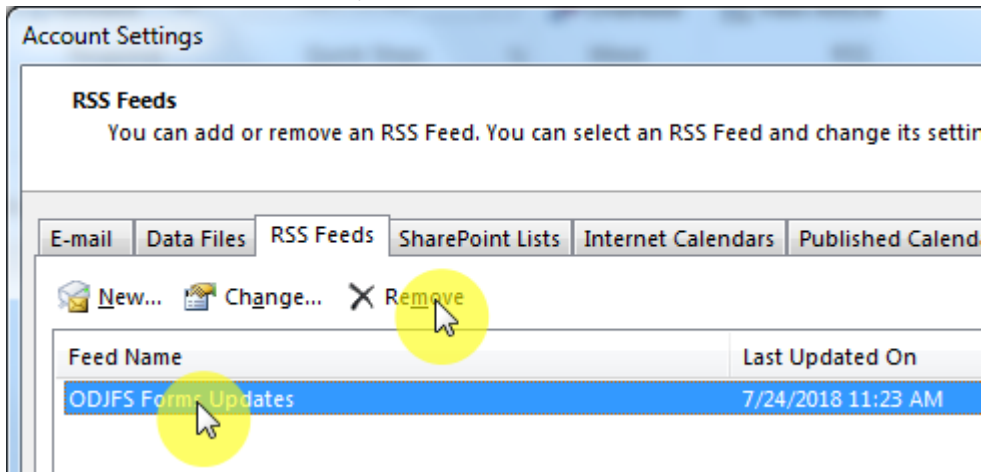 Account Settings
RSS Feeds
You can add or remove an RSS Feed. You can select an RSS Feed and change its settin
E-mail Data Files RSS Feeds SharePoint Lists Internet Calendars Published Calend
New... Change... Remove
Feed Name Last Updated On
ODJFS Forms Updates 7/24/2018 11:23 AM